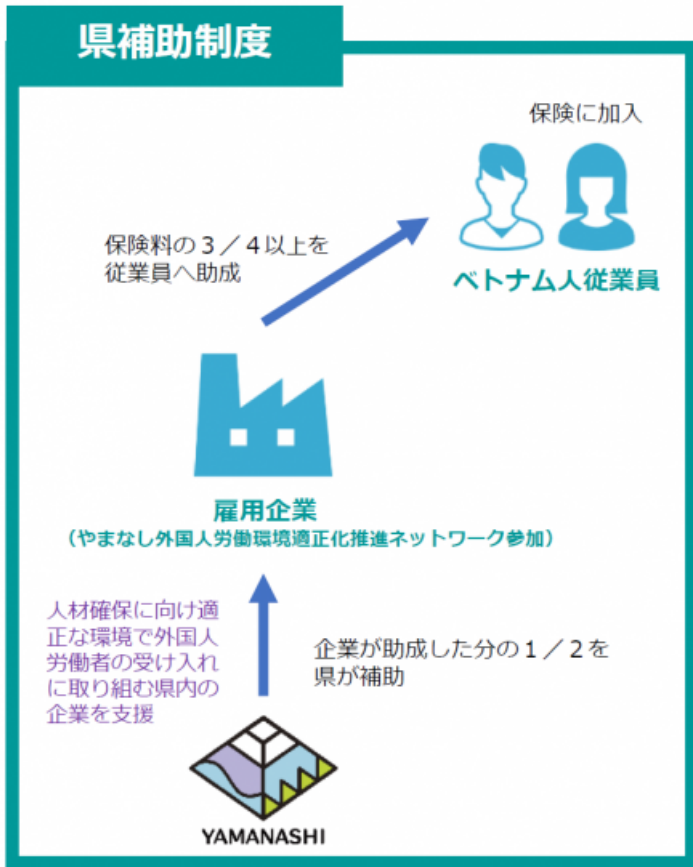 県補助制度
保険に加入
保険料の３／４以上を
従業員へ助成
ベトナム人従業員
雇用企業
（やまなし外国人労働環境適正化推進ネットワーク参加）
人材確保に向け適
正な環境で外国人
労働者の受け入れ
に取り組む県内の
企業を支援
企業が助成した分の１／２を
県が補助
YAMANASHI